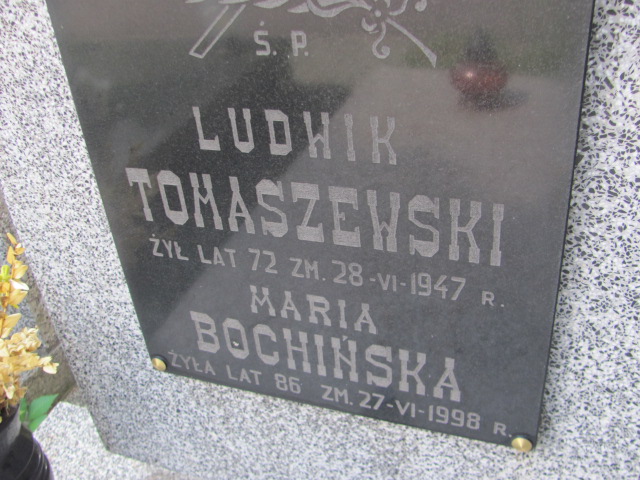 Ś. P.
LUDWIK
TOMASZEWSKI
ŻYŁ LAT 72 ZM. 28-VI-1947 R.
MARIA
BOCHIŃSKA
ŻYŁA LAT 86 ZM. 27-VI-1998 R.